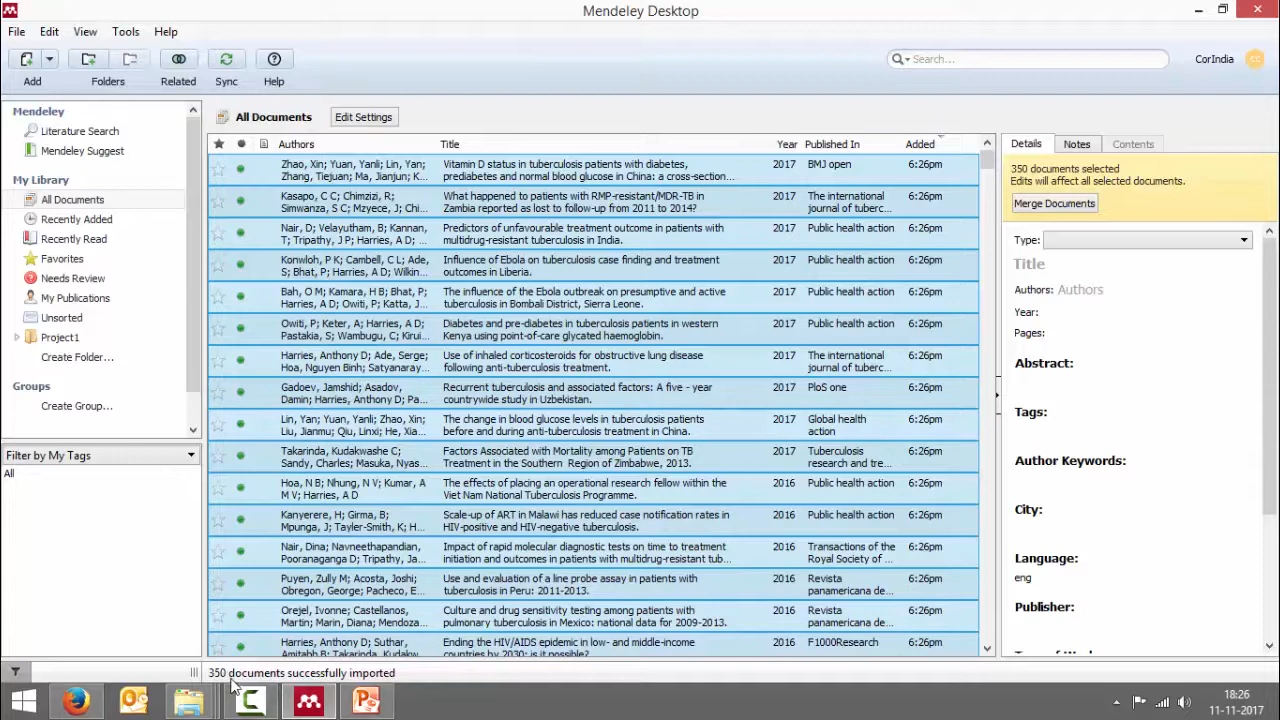 Mendeley Desktop
File Edit View Tools Help
Search...
CorIndia
CC
Add Folders Related Sync Help
Mendeley
Literature Search
Mendeley Suggest
My Library
All Documents
Recently Added
Recently Read
Favorites
Needs Review
My Publications
Unsorted
Project1
Create Folder...
Groups
Create Group...
Filter by My Tags
All
All Documents Edit Settings
Authors Title Year Published In Added
Zhao, Xin; Yuan, Yanli; Lin, Yan; Vitamin D status in tuberculosis patients with diabetes, 2017 BMJ open 6:26pm
Zhang, Tiejuan; Ma, Jianjun; K... prediabetes and normal blood glucose in China: a cross-section...
Kasapo, C C; Chimzizi, R; What happened to patients with RMP-resistant/MDR-TB in 2017 The international 6:26pm
Simwanza, S C; Mzyece, J; Chi... Zambia reported as lost to follow-up from 2011 to 2014? journal of tuberc...
Nair, D; Velayutham, B; Kannan, Predictors of unfavourable treatment outcome in patients with 2017 Public health action 6:26pm
T; Tripathy, J P; Harries, A D; multidrug-resistant tuberculosis in India.
Konwloh, P K; Cambell, C L; Ade, Influence of Ebola on tuberculosis case finding and treatment 2017 Public health action 6:26pm
S; Bhat, P; Harries, A D; Wilkin... outcomes in Liberia.
Bah, O M; Kamara, H B; Bhat, P; The influence of the Ebola outbreak on presumptive and active 2017 Public health action 6:26pm
Harries, A D; Owiti, P; Katta, J... tuberculosis in Bombali District, Sierra Leone.
Owiti, P; Keter, A; Harries, A D; Diabetes and pre-diabetes in tuberculosis patients in western 2017 Public health action 6:26pm
Pastakia, S; Wambugu, C; Kirui... Kenya using point-of-care glycated haemoglobin.
Harries, Anthony D; Ade, Serge; Use of inhaled corticosteroids for obstructive lung disease 2017 The international 6:26pm
Hoa, Nguyen Binh; Satyanaray... following anti-tuberculosis treatment. journal of tuberc...
Gadoev, Jamshid; Asadov, Recurrent tuberculosis and associated factors: A five - year 2017 PloS one 6:26pm
Damin; Harries, Anthony D; Pa... countrywide study in Uzbekistan.
Lin, Yan; Yuan, Yanli; Zhao, Xin; The change in blood glucose levels in tuberculosis patients 2017 Global health 6:26pm
Liu, Jianmu; Qiu, Linxi; He, Xia... before and during anti-tuberculosis treatment in China. action
Takarinda, Kudakwashe C; Factors Associated with Mortality among Patients on TB 2017 Tuberculosis 6:26pm
Sandy, Charles; Masuka, Nyas... Treatment in the Southern Region of Zimbabwe, 2013. research and tre...
Hoa, N B; Nhung, N V; Kumar, A The effects of placing an operational research fellow within the 2016 Public health action 6:26pm
M V; Harries, A D Viet Nam National Tuberculosis Programme.
Kanyerere, H; Girma, B; Scale-up of ART in Malawi has reduced case notification rates in 2016 Public health action 6:26pm
Mpunga, J; Tayler-Smith, K; H... HIV-positive and HIV-negative tuberculosis.
Nair, Dina; Navneethapandian, Impact of rapid molecular diagnostic tests on time to treatment 2016 Transactions of the 6:26pm
Pooranaganga D; Tripathy, Ja... initiation and outcomes in patients with multidrug-resistant tub... Royal Society of ...
Puyen, Zully M; Acosta, Joshi; Use and evaluation of a line probe assay in patients with 2016 Revista 6:26pm
Obregon, George; Pacheco, E... tuberculosis in Peru: 2011-2013. panamericana de...
Orejel, Ivonne; Castellanos, Culture and drug sensitivity testing among patients with 2016 Revista 6:26pm
Martin; Marin, Diana; Mendoza... pulmonary tuberculosis in Mexico: national data for 2009-2013. panamericana de...
Harries, Anthony D; Suthar, Ending the HIV/AIDS epidemic in low- and middle-income 2016 F1000Research 6:26pm
Amitabh B; Takarinda, Kudakw... countries by 2030: is it possible?
Details Notes Contents
350 documents selected
Edits will affect all selected documents.
Merge Documents
Type:
Title
Authors: Authors
Year:
Pages:
Abstract:
Tags:
Author Keywords:
City:
Language:
eng
Publisher:
350 documents successfully imported
18:26
11-11-2017